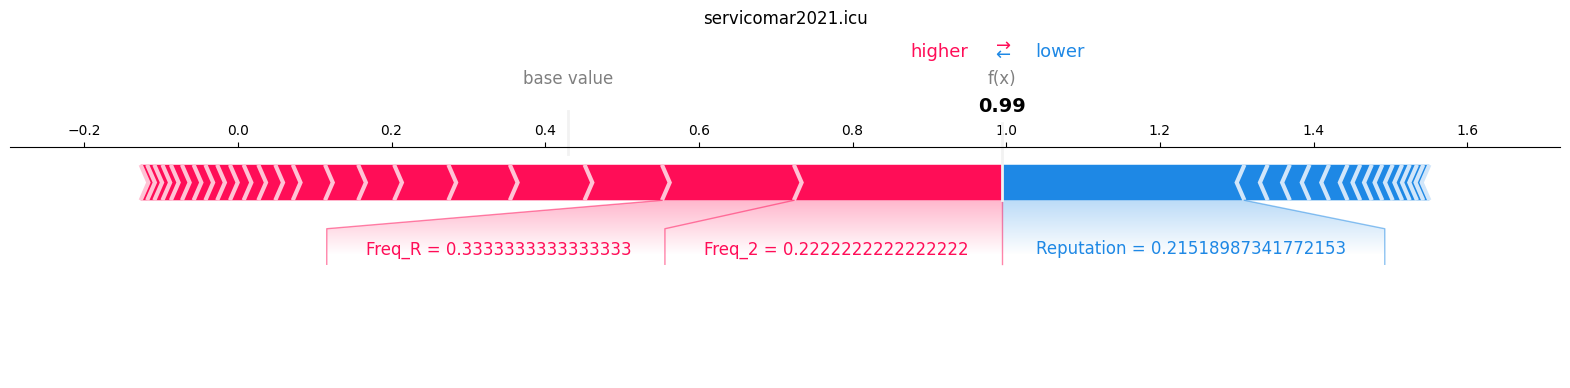 servicomar2021.icu
higher ⇄ lower
base value f(x)
0.99
−0.2 0.0 0.2 0.4 0.6 0.8 1.0 1.2 1.4 1.6
Freq_R = 0.3333333333333333 Freq_2 = 0.2222222222222222 Reputation = 0.21518987341772153